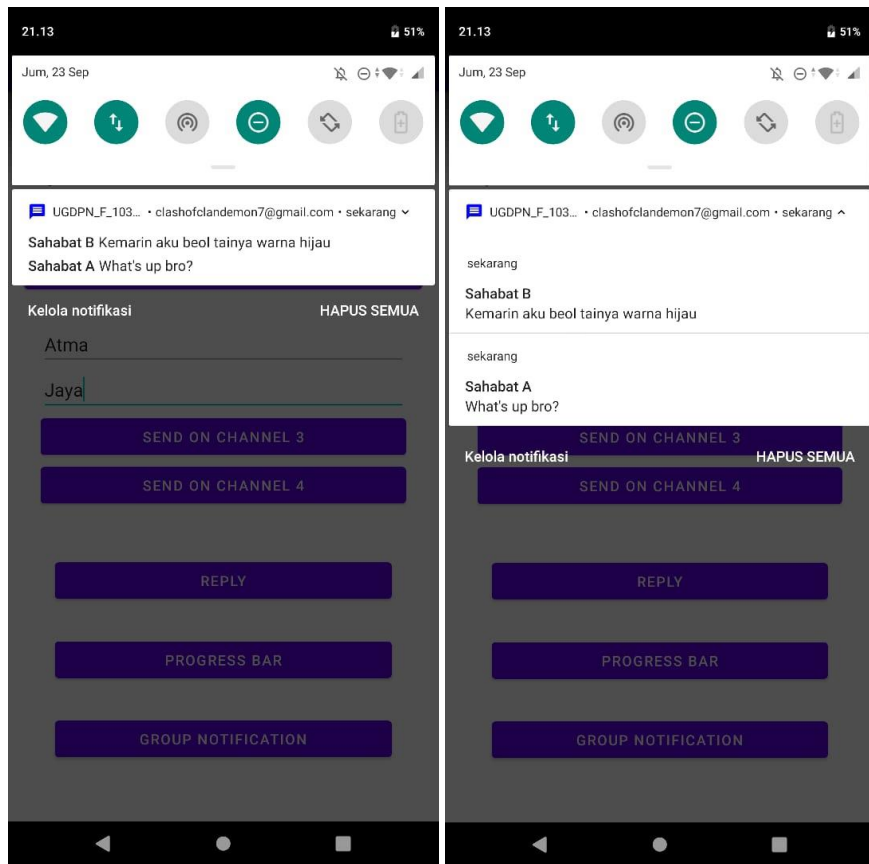 21.13
51%
Jum, 23 Sep
UGDPN_F_103... • clashofclandemon7@gmail.com • sekarang
Sahabat B Kemarin aku beol tainya warna hijau
Sahabat A What's up bro?
Kelola notifikasi
HAPUS SEMUA
Atma
Jaya
SEND ON CHANNEL 3
SEND ON CHANNEL 4
REPLY
PROGRESS BAR
GROUP NOTIFICATION
21.13
51%
Jum, 23 Sep
UGDPN_F_103... • clashofclandemon7@gmail.com • sekarang
sekarang
Sahabat B
Kemarin aku beol tainya warna hijau
sekarang
Sahabat A
What's up bro?
SEND ON CHANNEL 3
Kelola notifikasi
HAPUS SEMUA
SEND ON CHANNEL 4
REPLY
PROGRESS BAR
GROUP NOTIFICATION